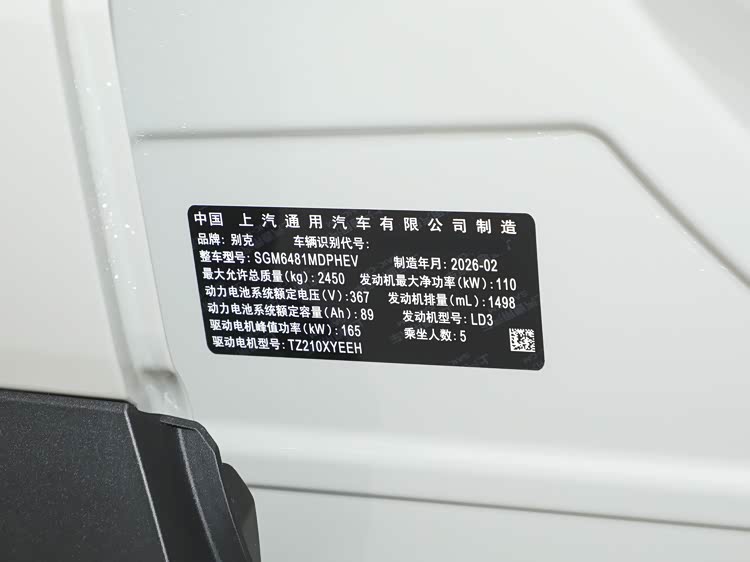 中国 上汽通用汽车有限公司制造
品牌: 别克 车辆识别代号:
整车型号: SGM6481MDPHEV 制造年月: 2026-02
最大允许总质量(kg): 2450 发动机最大净功率(kW): 110
动力电池系统额定电压(V): 367 发动机排量(mL): 1498
动力电池系统额定容量(Ah): 89 发动机型号: LD3
驱动电机峰值功率(kW): 165 乘坐人数: 5
驱动电机型号: TZ210XYEEH